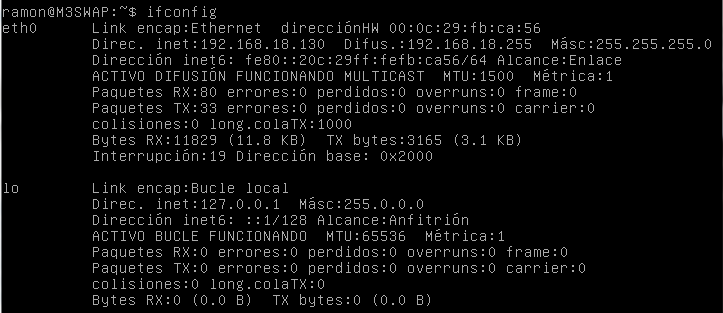 ramon@M3SWAP:~$ ifconfig
eth0 Link encap:Ethernet direcciónHW 00:0c:29:fb:ca:56
Direc. inet:192.168.18.130 Difus.:192.168.18.255 Másc:255.255.255.0
Dirección inet6: fe80::20c:29ff:fefb:ca56/64 Alcance:Enlace
ACTIVO DIFUSIÓN FUNCIONANDO MULTICAST MTU:1500 Métrica:1
Paquetes RX:80 errores:0 perdidos:0 overruns:0 frame:0
Paquetes TX:33 errores:0 perdidos:0 overruns:0 carrier:0
colisiones:0 long.colaTX:1000
Bytes RX:11829 (11.8 KB) TX bytes:3165 (3.1 KB)
Interrupción:19 Dirección base: 0x2000
lo Link encap:Bucle local
Direc. inet:127.0.0.1 Másc:255.0.0.0
Dirección inet6: ::1/128 Alcance:Anfitrión
ACTIVO BUCLE FUNCIONANDO MTU:65536 Métrica:1
Paquetes RX:0 errores:0 perdidos:0 overruns:0 frame:0
Paquetes TX:0 errores:0 perdidos:0 overruns:0 carrier:0
colisiones:0 long.colaTX:0
Bytes RX:0 (0.0 B) TX bytes:0 (0.0 B)